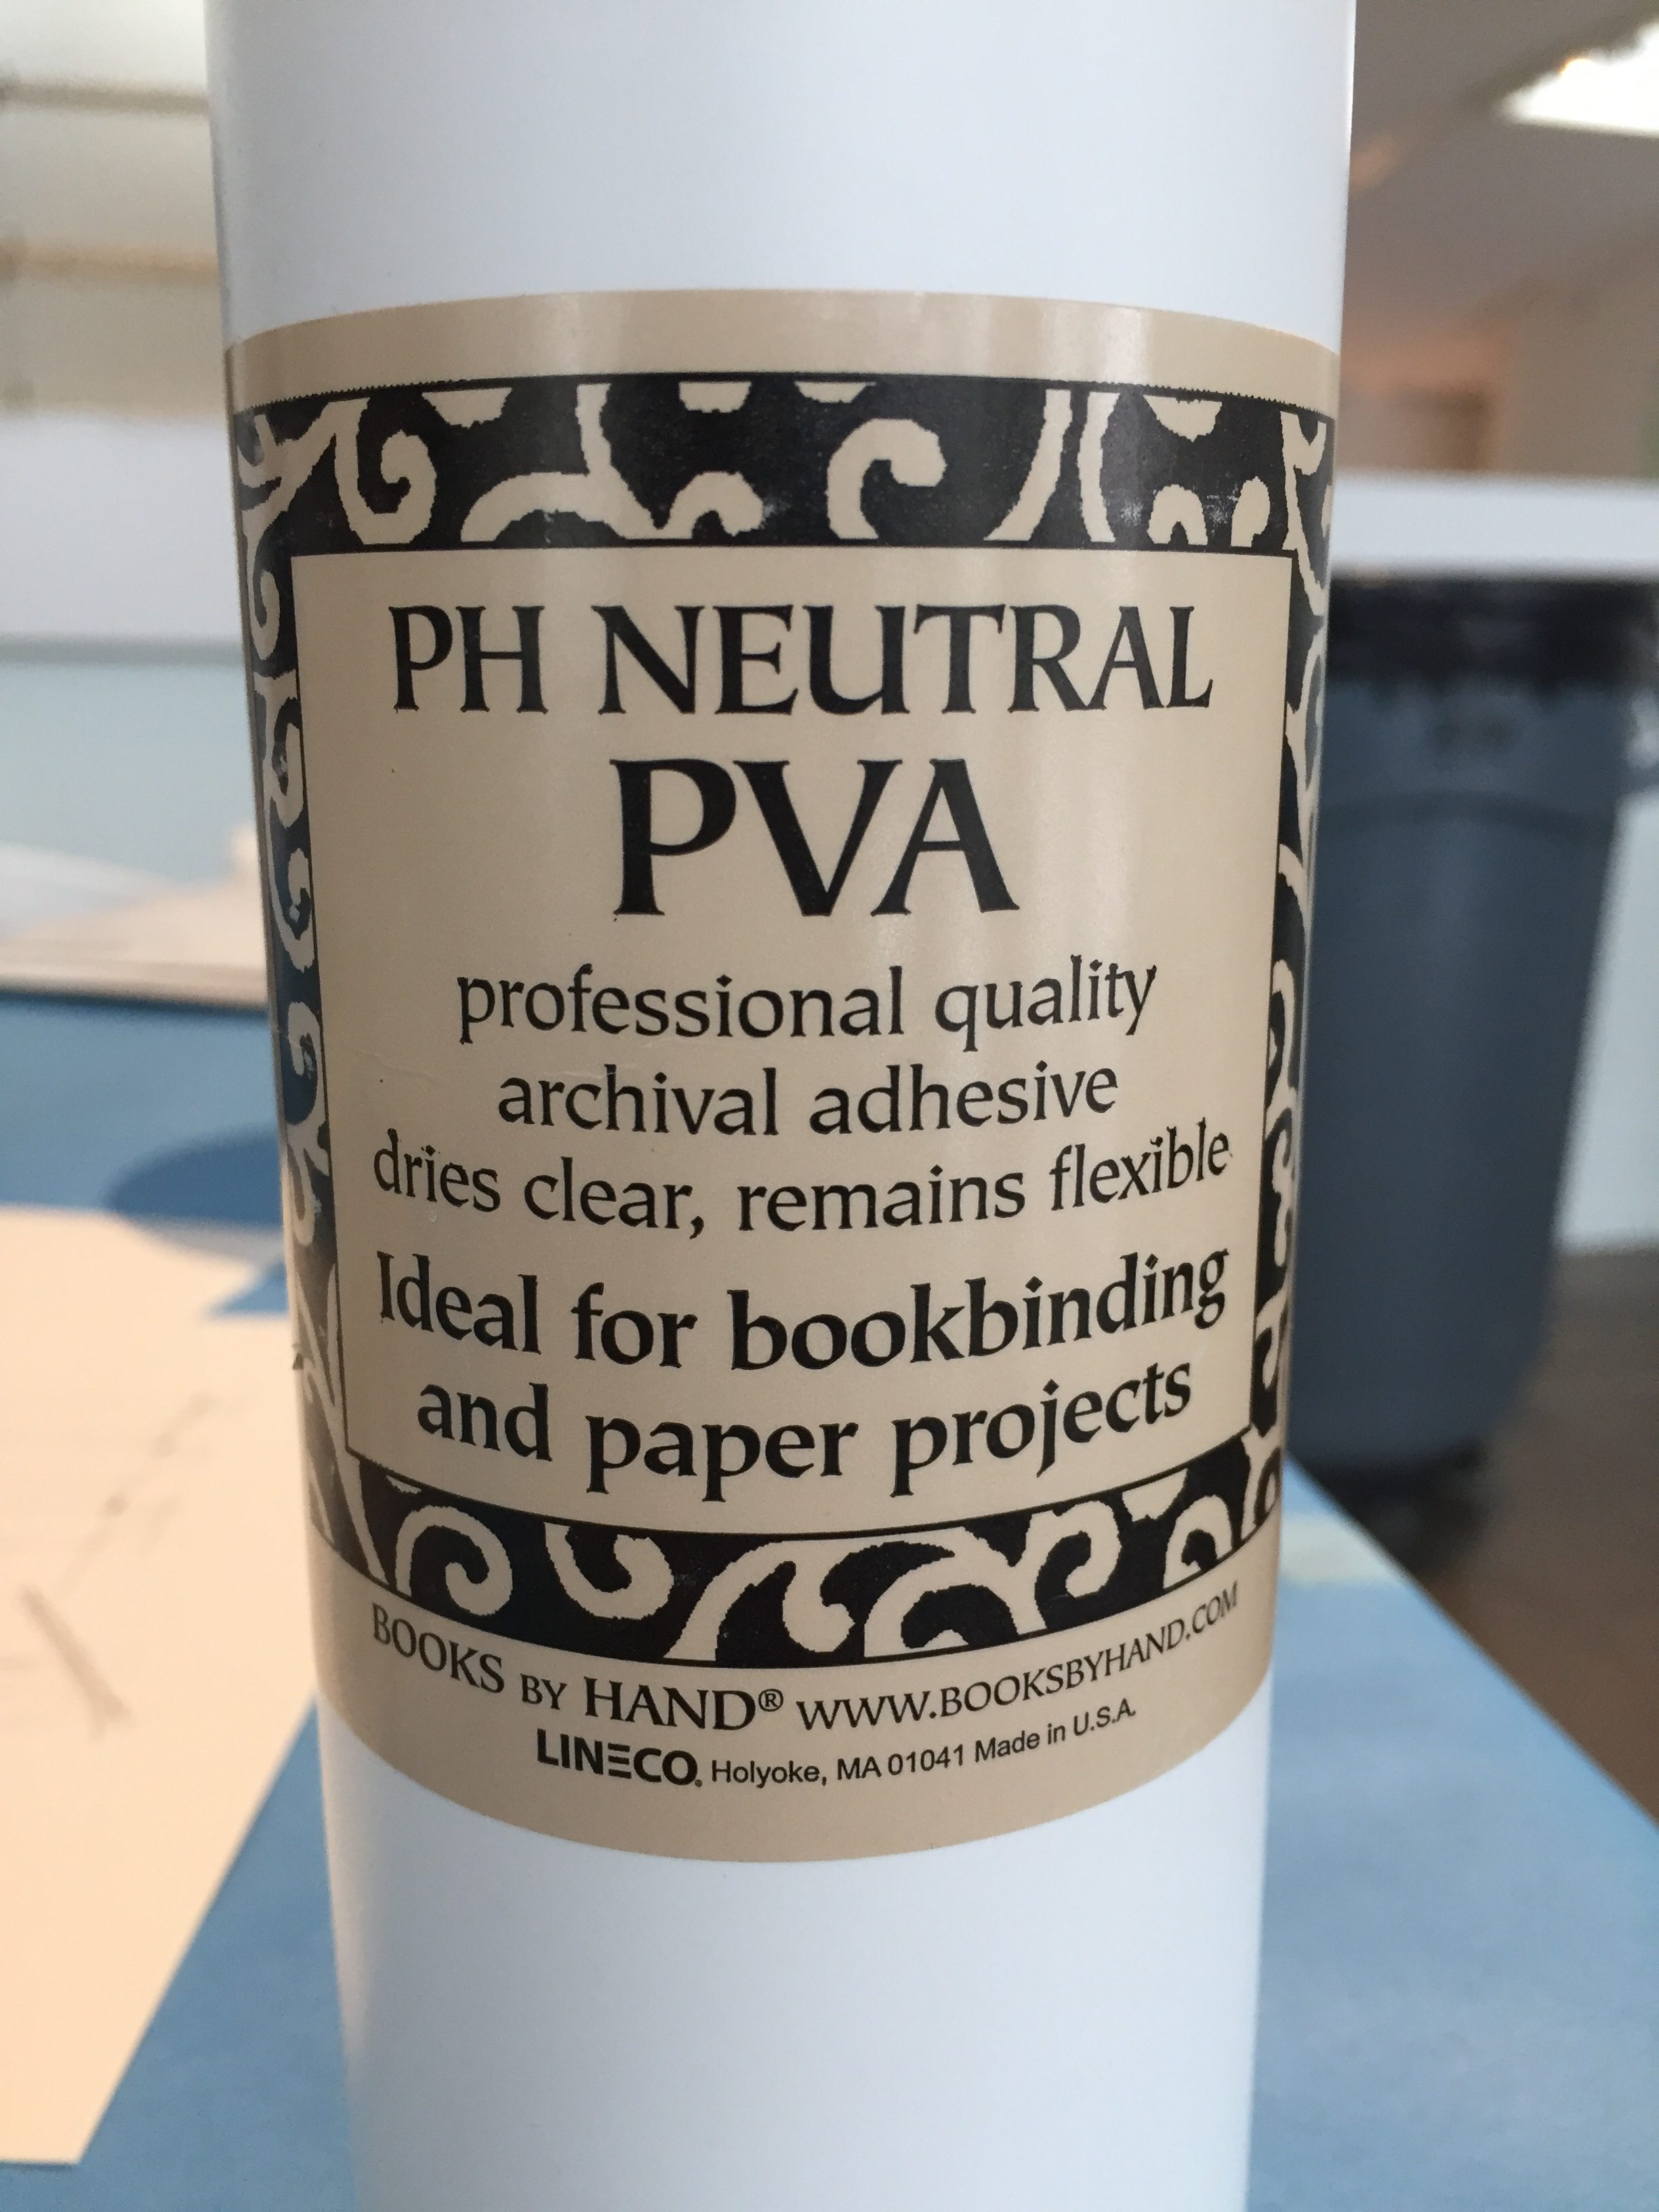 PH NEUTRAL
PVA
professional quality
archival adhesive
dries clear, remains flexible
Ideal for bookbinding
and paper projects
BOOKS BY HAND® WWW.BOOKSBYHAND.COM
LINECO. Holyoke, MA 01041 Made in U.S.A.